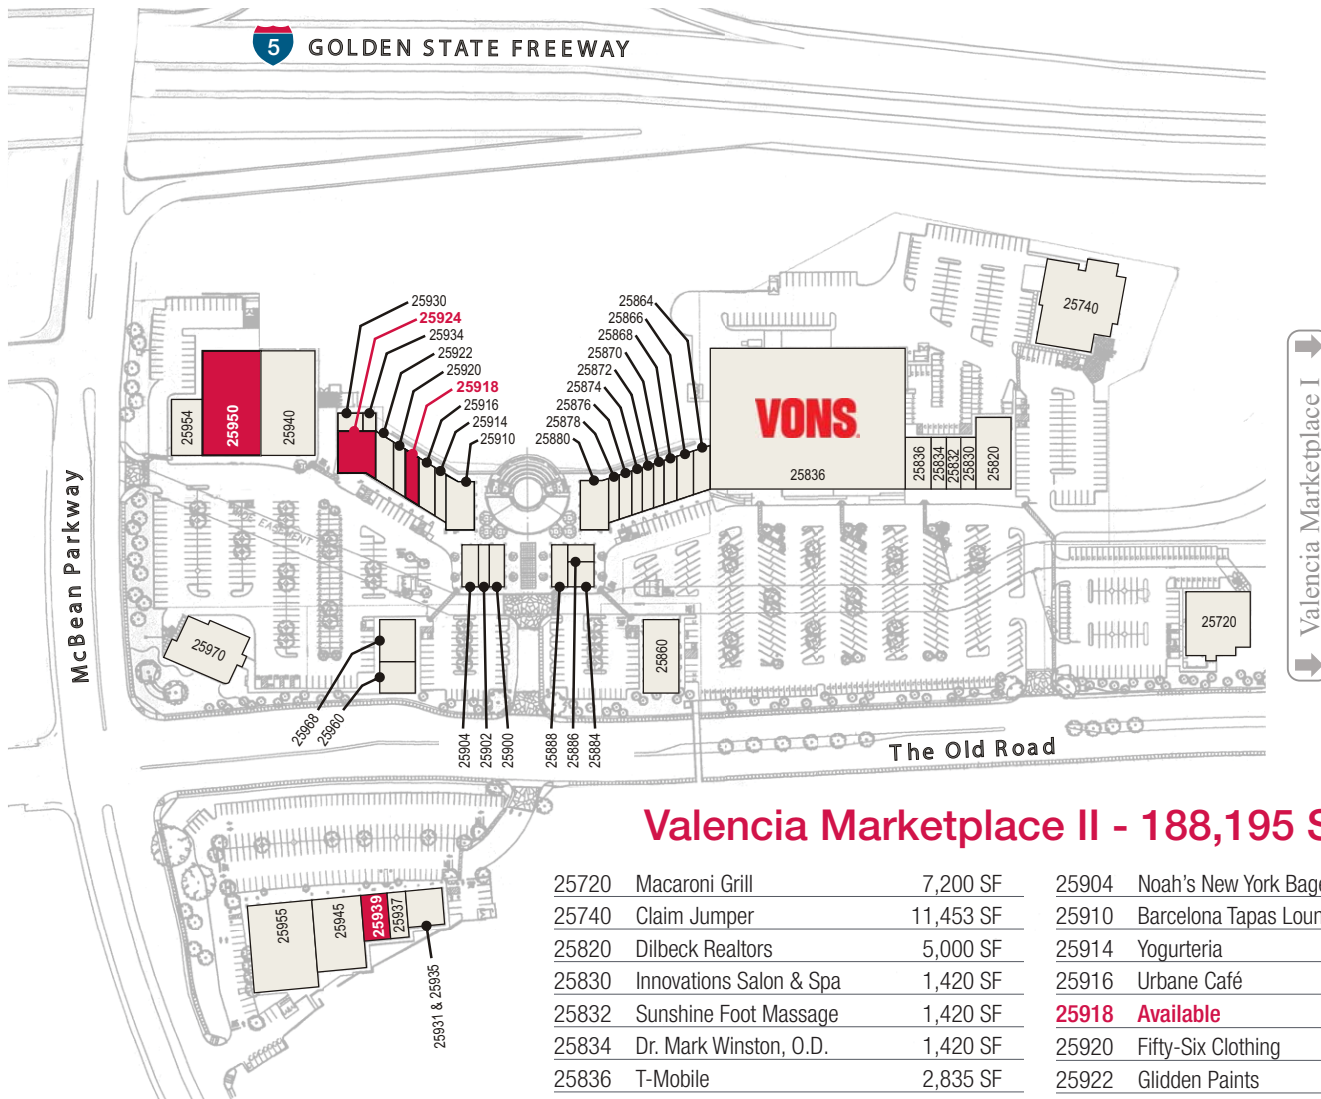 5 GOLDEN STATE FREEWAY
25930
25924
25934
25922
25920
25918
25916
25914
25910
25864
25866
25868
25870
25872
25874
25876
25878
25880
25740
25954
25950
25940
VONS
25836
25836
25834
25832
25830
25820
McBean Parkway
EASEMENT
Valencia Marketplace I
25970
25860
25720
25968
25960
25904
25902
25900
25888
25886
25884
The Old Road
25955
25945
25939
25937
25931 & 25935
Valencia Marketplace II - 188,195
25720 Macaroni Grill 7,200 SF
25740 Claim Jumper 11,453 SF
25820 Dilbeck Realtors 5,000 SF
25830 Innovations Salon & Spa 1,420 SF
25832 Sunshine Foot Massage 1,420 SF
25834 Dr. Mark Winston, O.D. 1,420 SF
25836 T-Mobile 2,835 SF
25904 Noah's New York
25910 Barcelona Tapas
25914 Yogurteria
25916 Urbane Café
25918 Available
25920 Fifty-Six Clothing
25922 Glidden Paints